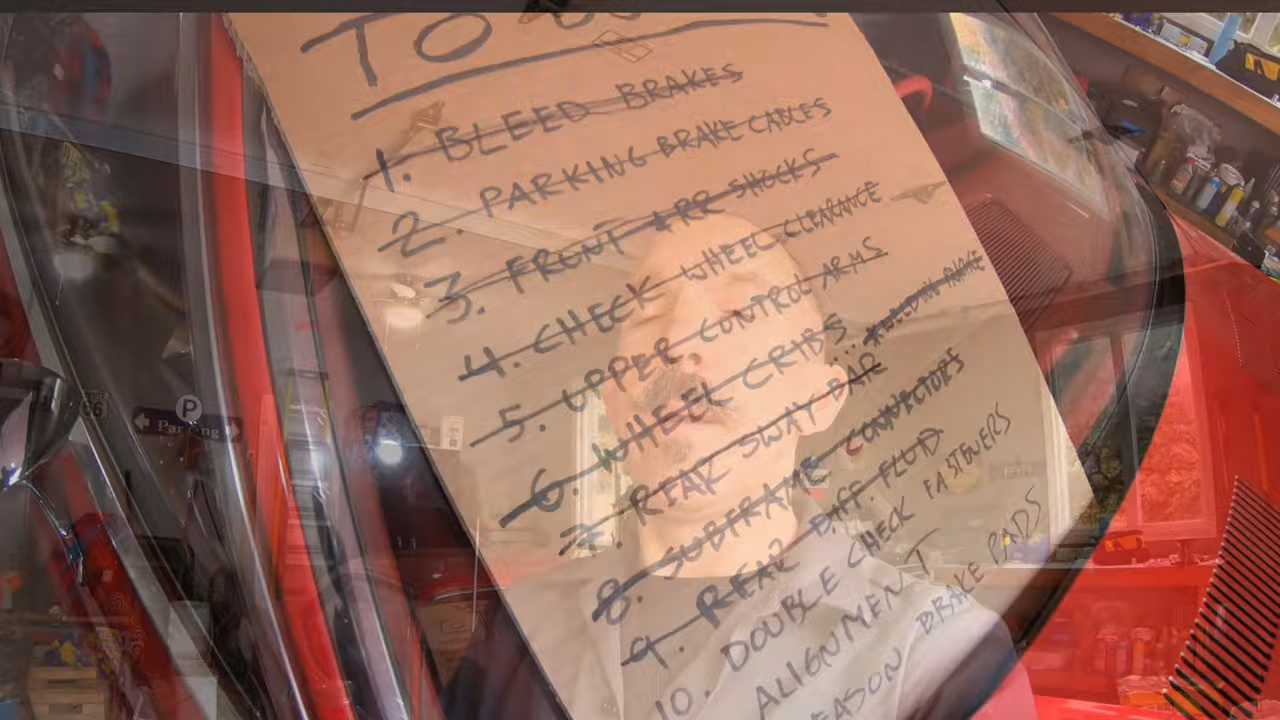 TO
1. BLEED BRAKES
2. PARKING BRAKE CABLES
3. FRONT & RR SHOCKS
4. CHECK WHEEL CLEARANCE
5. UPPER CONTROL ARMS
6. WHEEL CRIBS
7. REAR SWAY BAR
8. SUBFRAME CONNECTORS
9. REAR DIFF. FLUID
10. DOUBLE CHECK FASTENERS
ALIGNMENT
BRAKE PADS
66
P
Parking